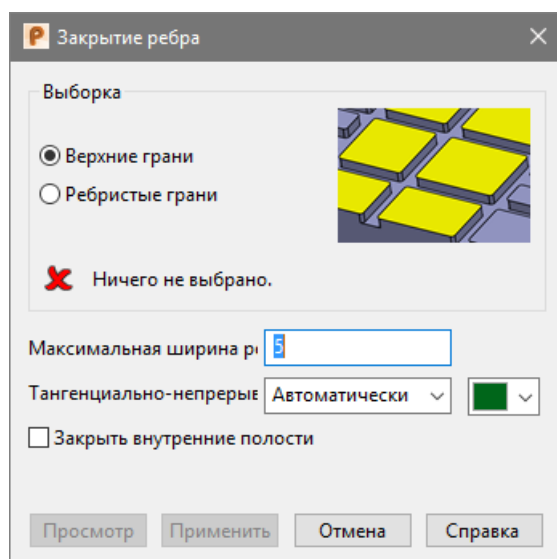 Закрытие ребра
Выборка
Верхние грани
Ребристые грани
Ничего не выбрано.
Максимальная ширина р
5
Тангенциально-непрерыв
Автоматически
Закрыть внутренние полости
Просмотр
Применить
Отмена
Справка